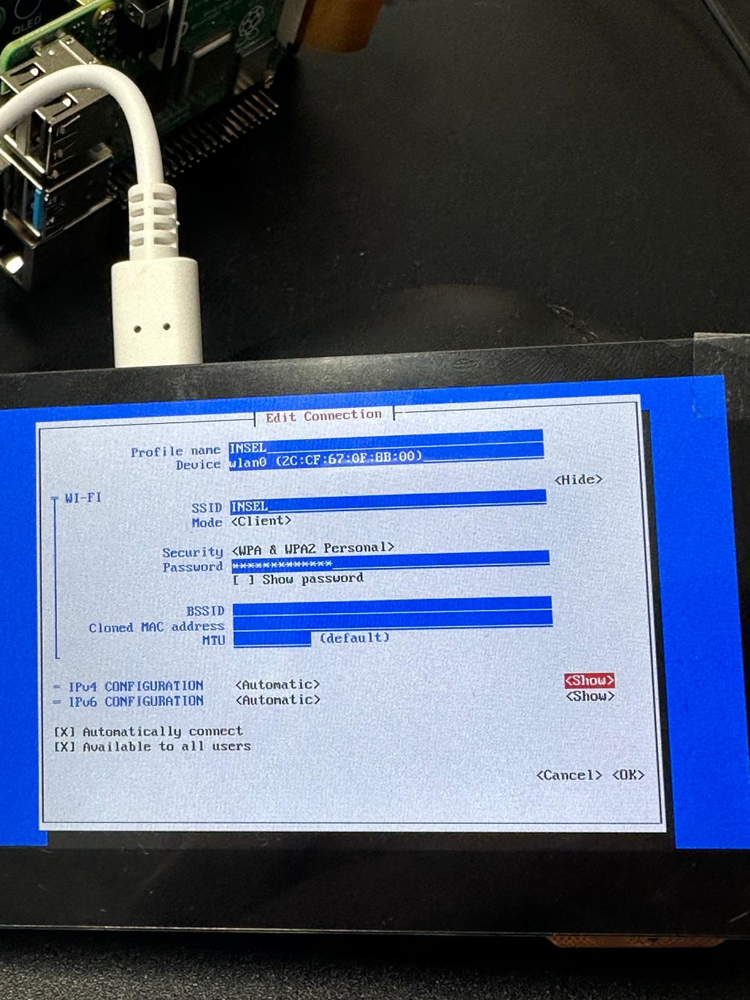 OLED
Edit Connection
Profile name INSEL
Device wlan0 (2C:CF:67:0F:8B:00)
<Hide>
WI-FI
SSID INSEL
Mode <Client>
Security <WPA & WPA2 Personal>
Password *************
[ ] Show password
BSSID
Cloned MAC address
MTU (default)
= IPv4 CONFIGURATION <Automatic> <Show>
= IPv6 CONFIGURATION <Automatic> <Show>
[X] Automatically connect
[X] Available to all users
<Cancel> <OK>